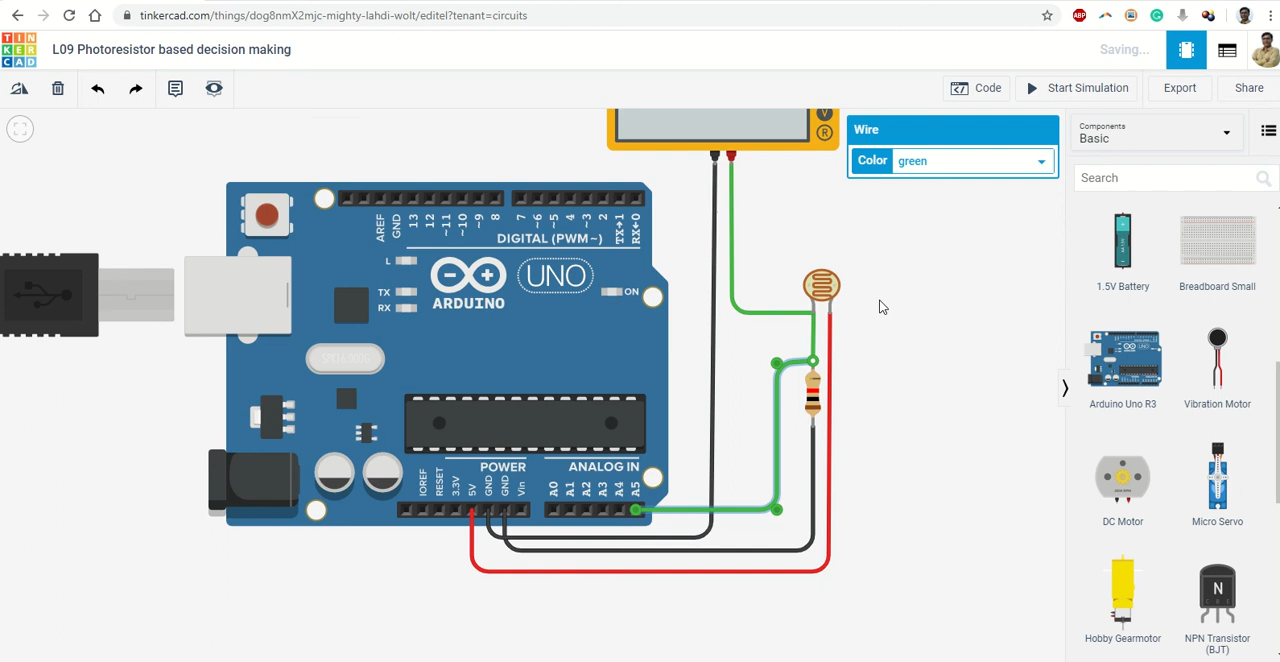 tinkercad.com/things/dog8nmX2mjc-mighty-lahdi-wolt/editel?tenant=circuits
ABP
TIN
KER
CAD
L09 Photoresistor based decision making
Saving...
Code
Start Simulation
Export
Share
V
R
Wire
Color green
Components
Basic
Search
1.5V Battery
Breadboard Small
Arduino Uno R3
Vibration Motor
DC Motor
Micro Servo
Hobby Gearmotor
N
NPN Transistor
(BJT)
AREF
GND
13
12
~11
~10
~9
8
7
~6
~5
4
~3
2
TX→1
RX←0
DIGITAL (PWM~)
L
TX
RX
UNO
ARDUINO
ON
POWER
ANALOG IN
IOREF
RESET
3.3V
5V
GND
GND
Vin
A0
A1
A2
A3
A4
A5